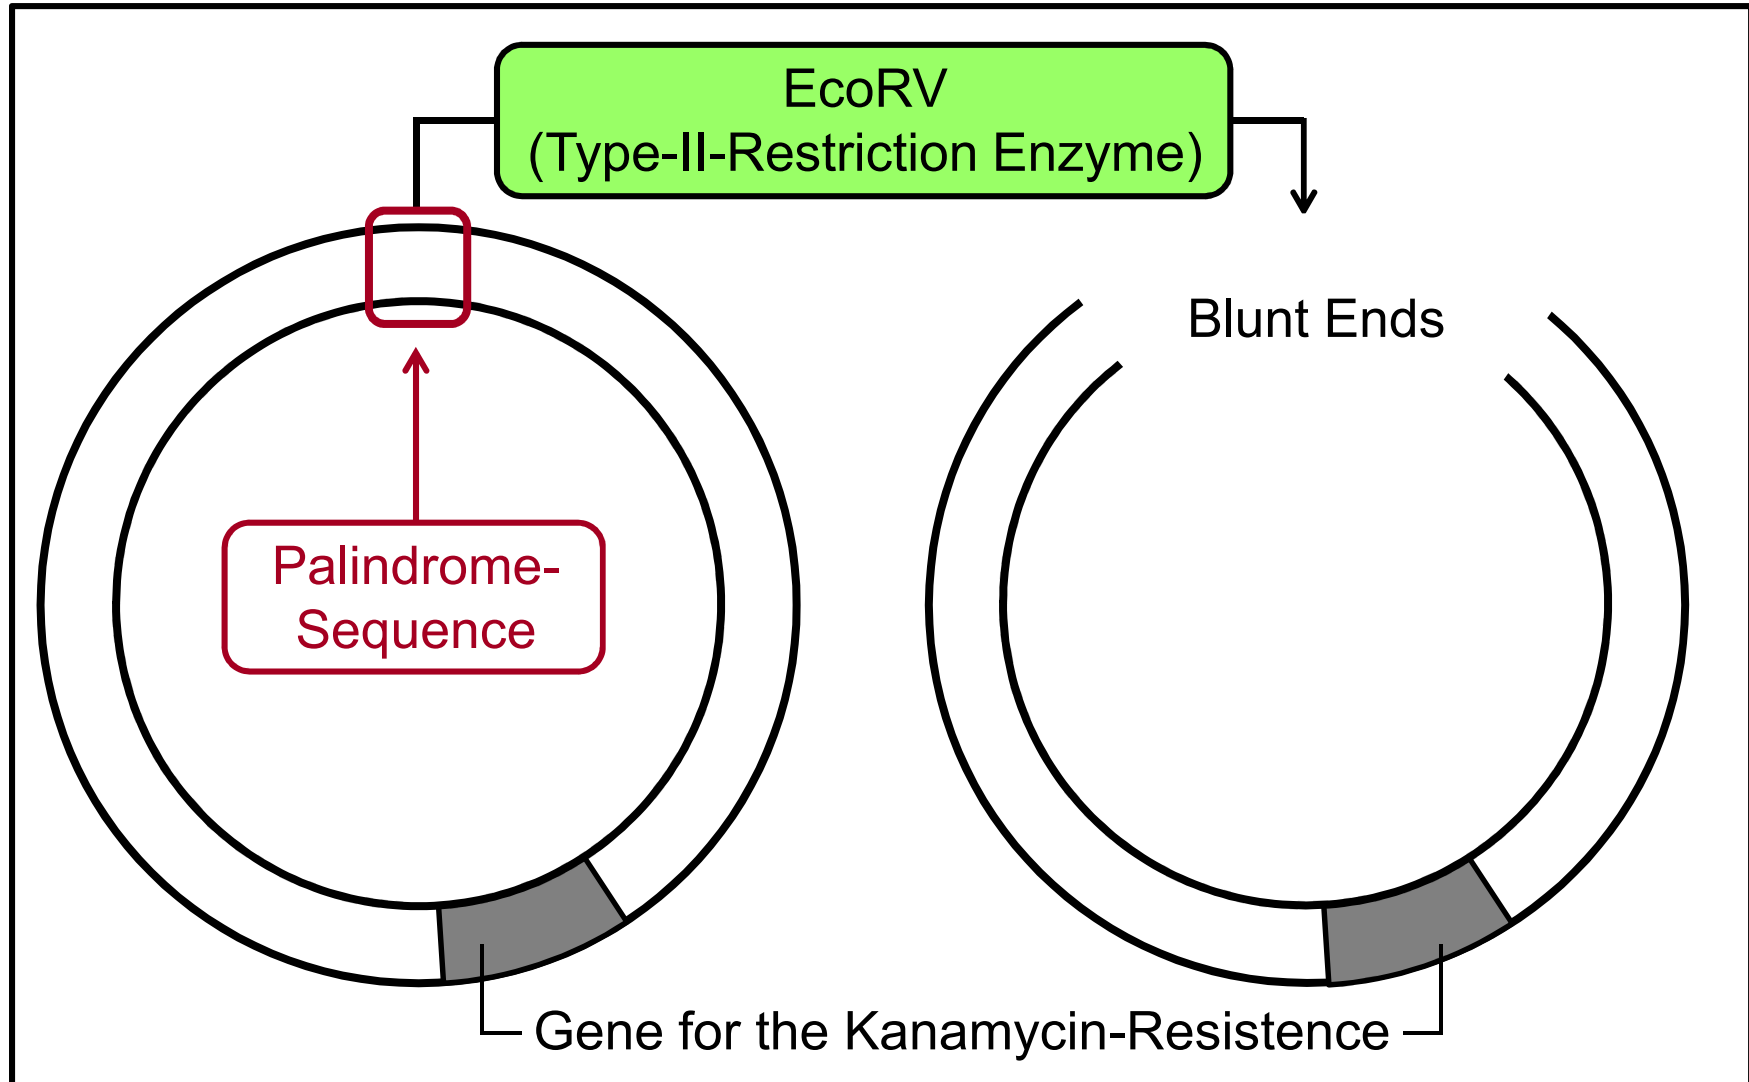 EcoRV
(Type-II-Restriction Enzyme)
Blunt Ends
Palindrome-
Sequence
Gene for the Kanamycin-Resistence